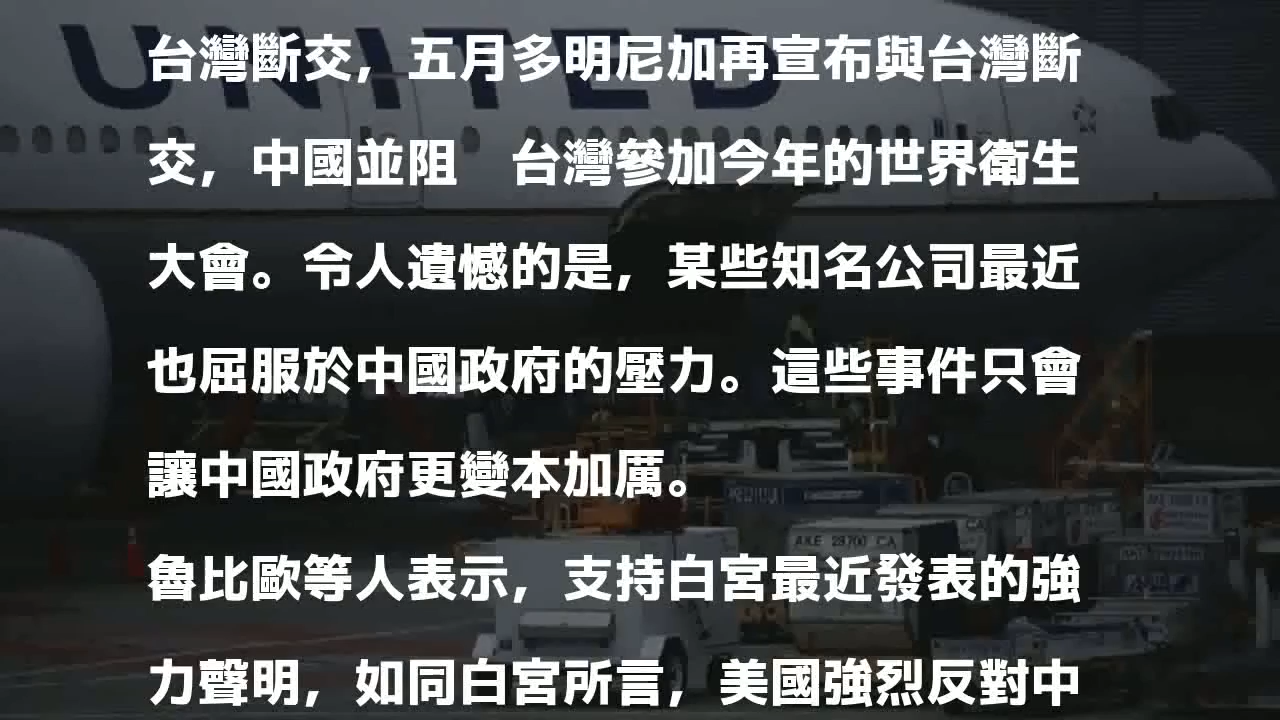 UNITED
台灣斷交，五月多明尼加再宣布與台灣斷
交，中國並阻　台灣參加今年的世界衛生
大會。令人遺憾的是，某些知名公司最近
也屈服於中國政府的壓力。這些事件只會
讓中國政府更變本加厲。
AKE 28700 CA
魯比歐等人表示，支持白宮最近發表的強
力聲明，如同白宮所言，美國強烈反對中